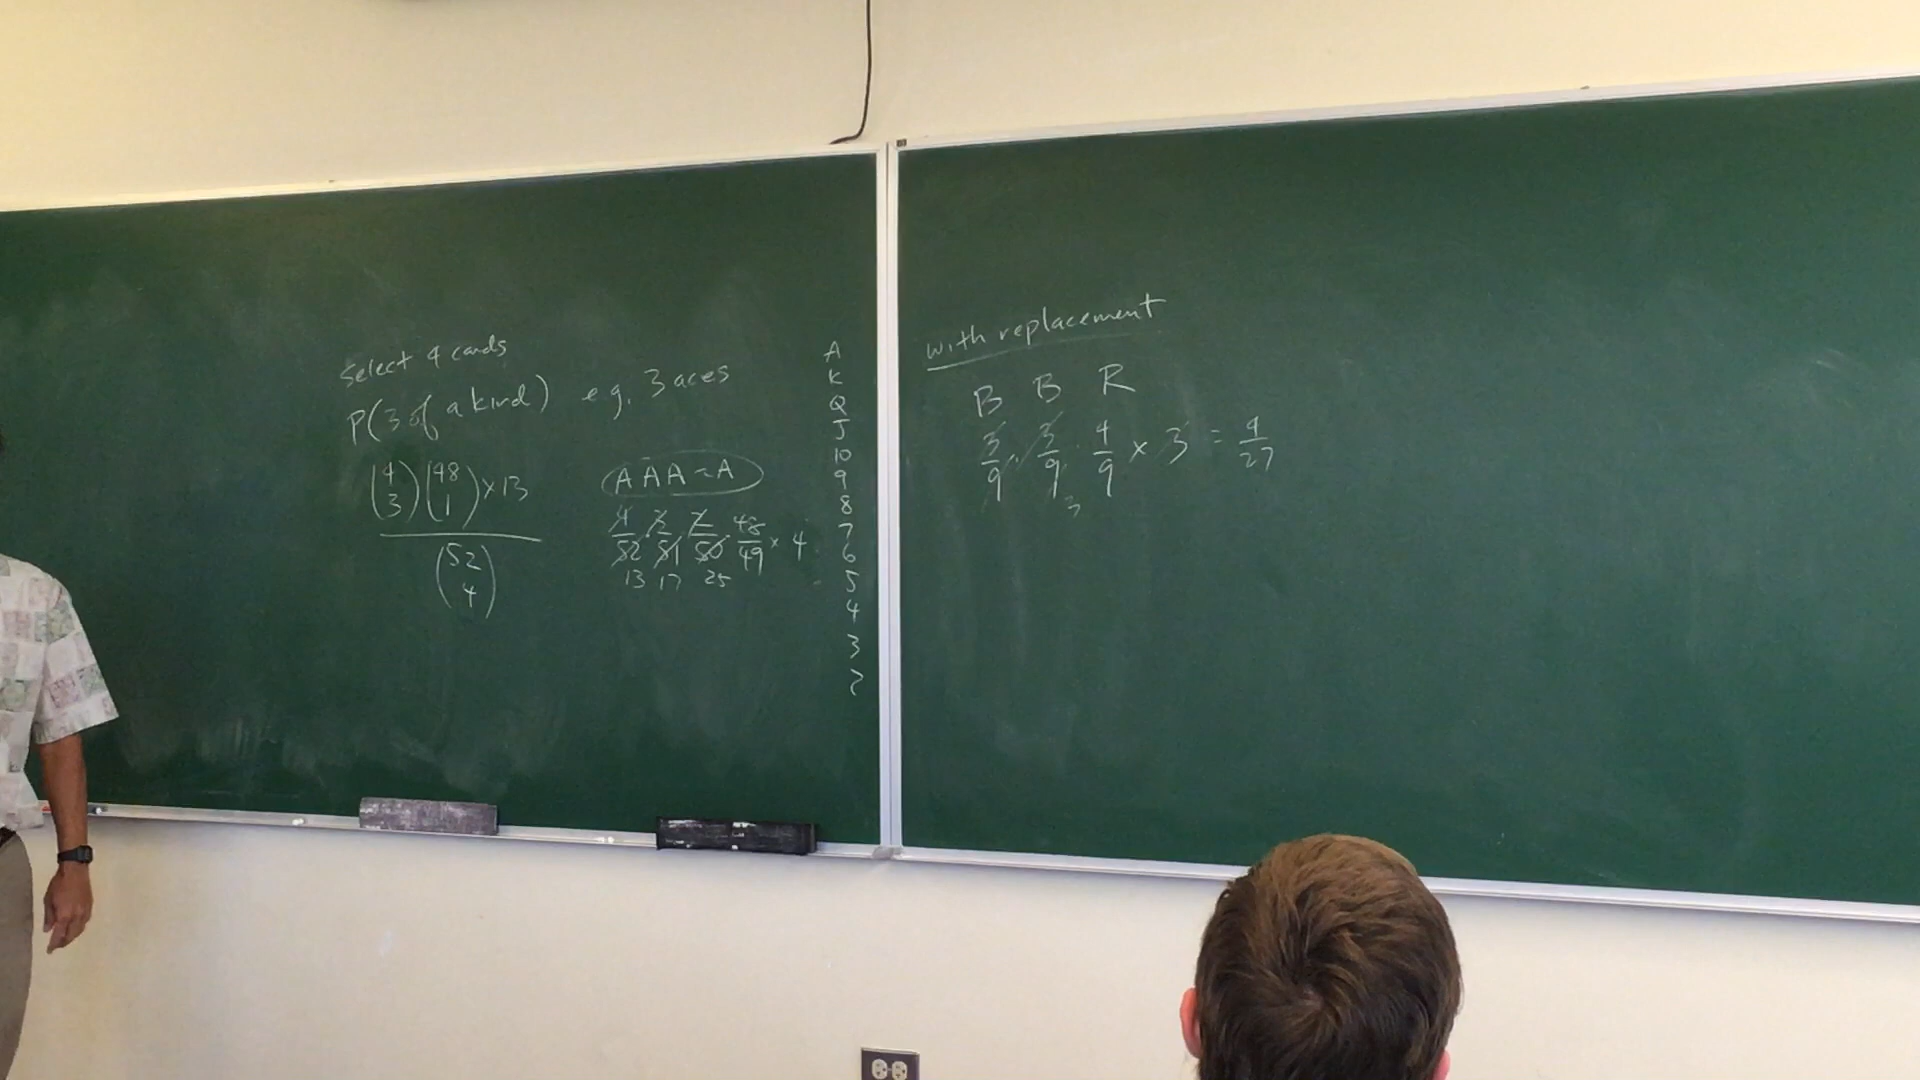 Select 4 cards
P(3 of a kind) e.g. 3 aces
(4 3)(48 1) × 13
(52 4)
A A A ~A
4/52 · 3/51 · 2/50 · 48/49 × 4
13 17 25
A
K
Q
J
10
9
8
7
6
5
4
3
2
with replacement
B B R
3/9 · 3/9 · 4/9 × 3 = 4/27
3